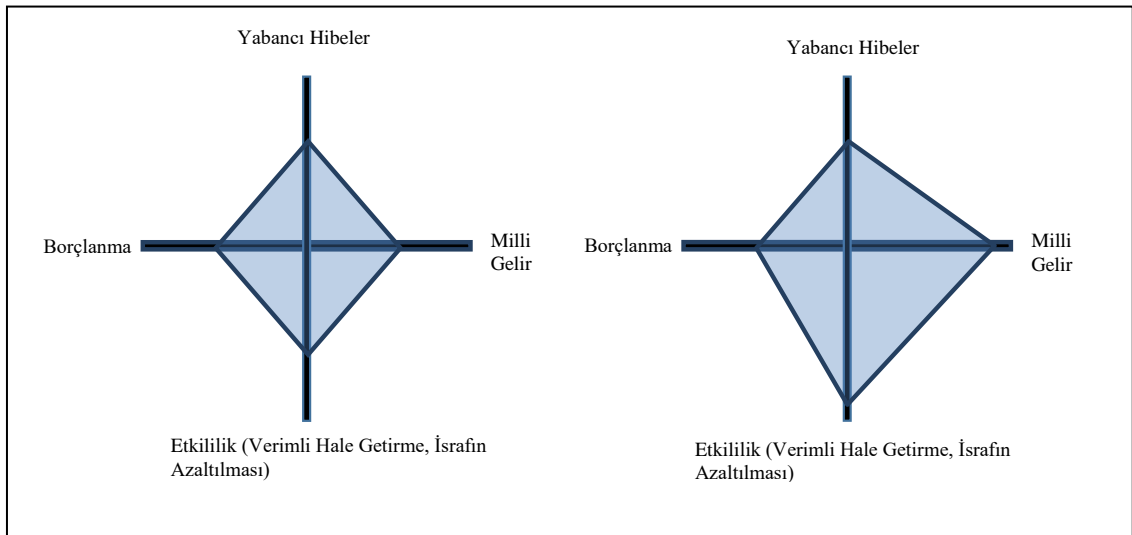 Yabancı Hibeler
Borçlanma
Milli
Gelir
Etkililik (Verimli Hale Getirme, İsrafın
Azaltılması)
Yabancı Hibeler
Borçlanma
Milli
Gelir
Etkililik (Verimli Hale Getirme, İsrafın
Azaltılması)